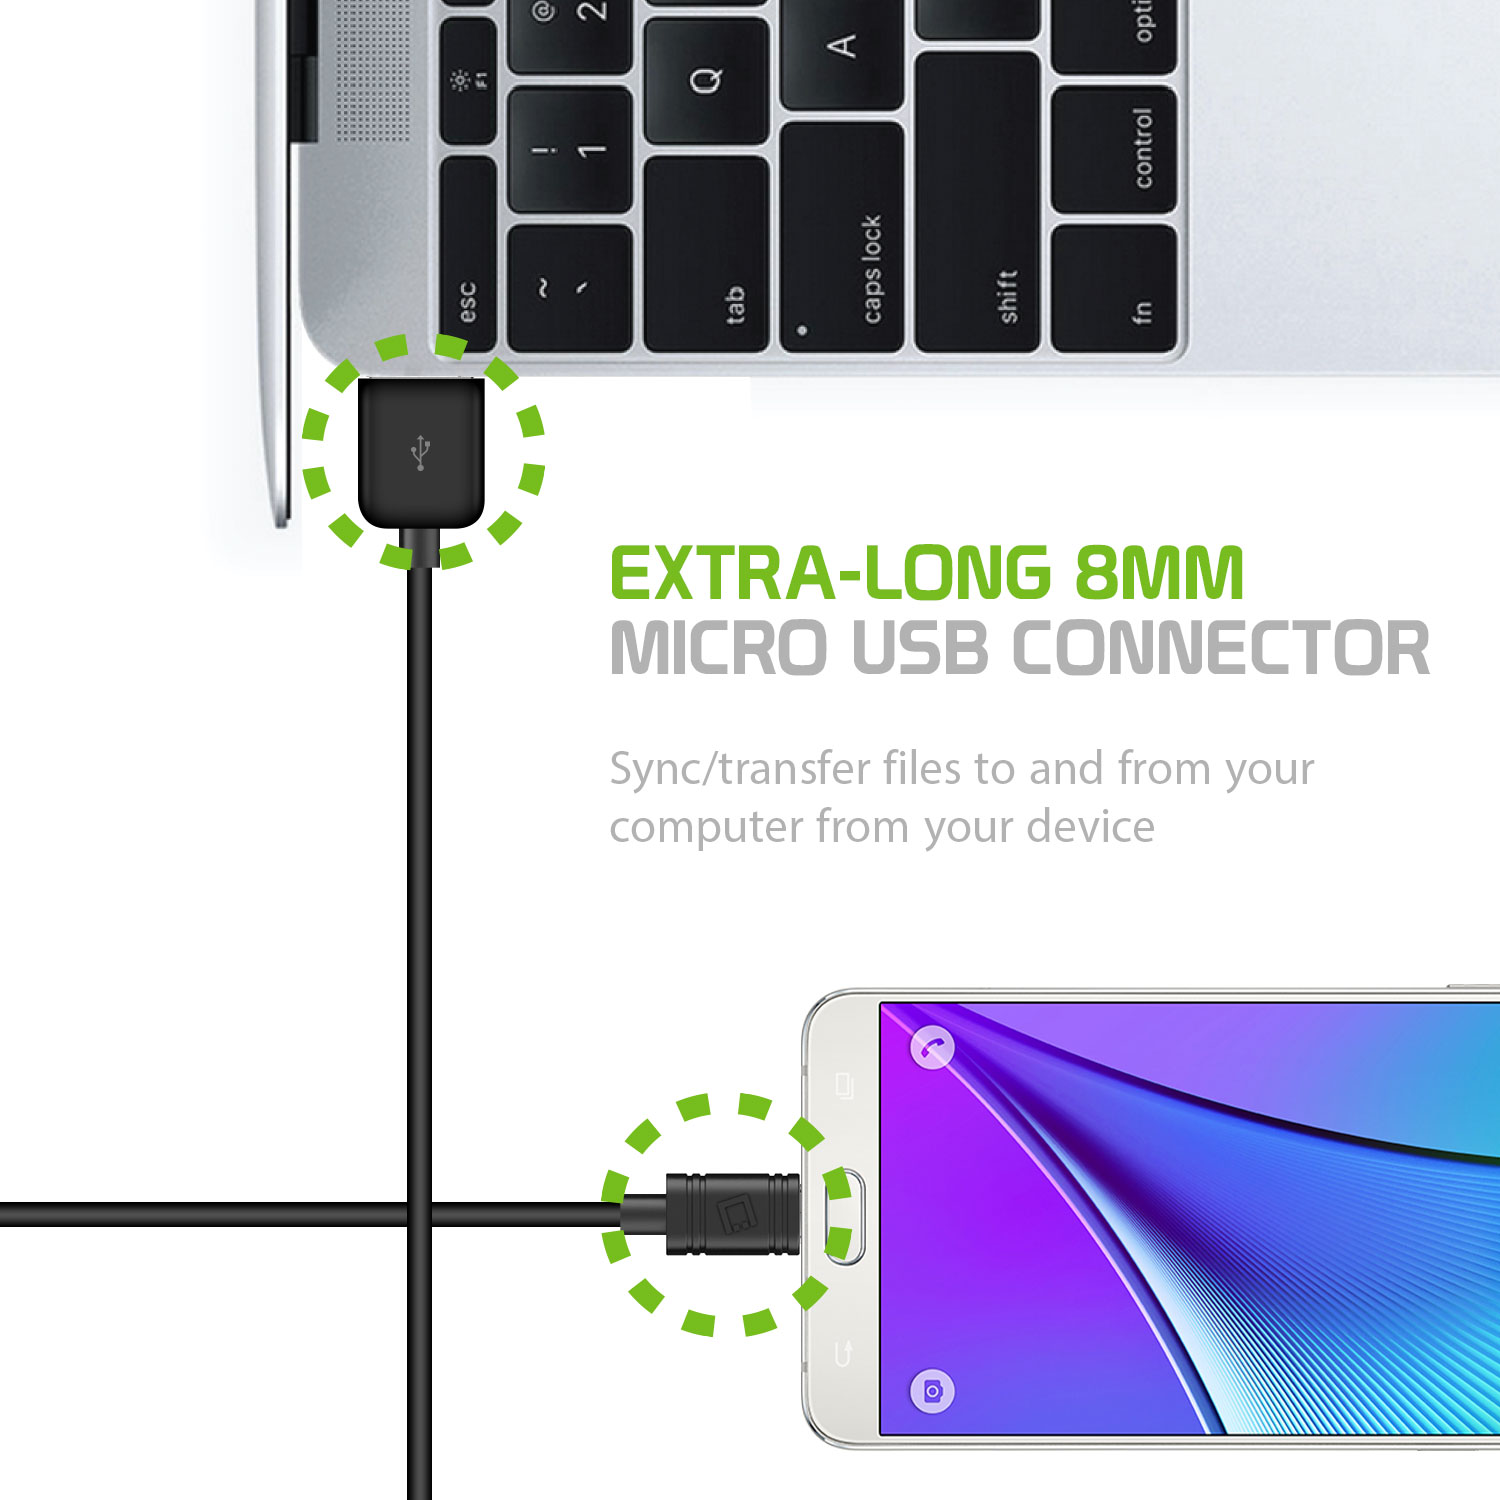 @ 2
F1
Q
A
opti
! 1
control
~ `
esc
tab
caps lock
shift
fn
EXTRA-LONG 8MM
MICRO USB CONNECTOR
Sync/transfer files to and from your
computer from your device